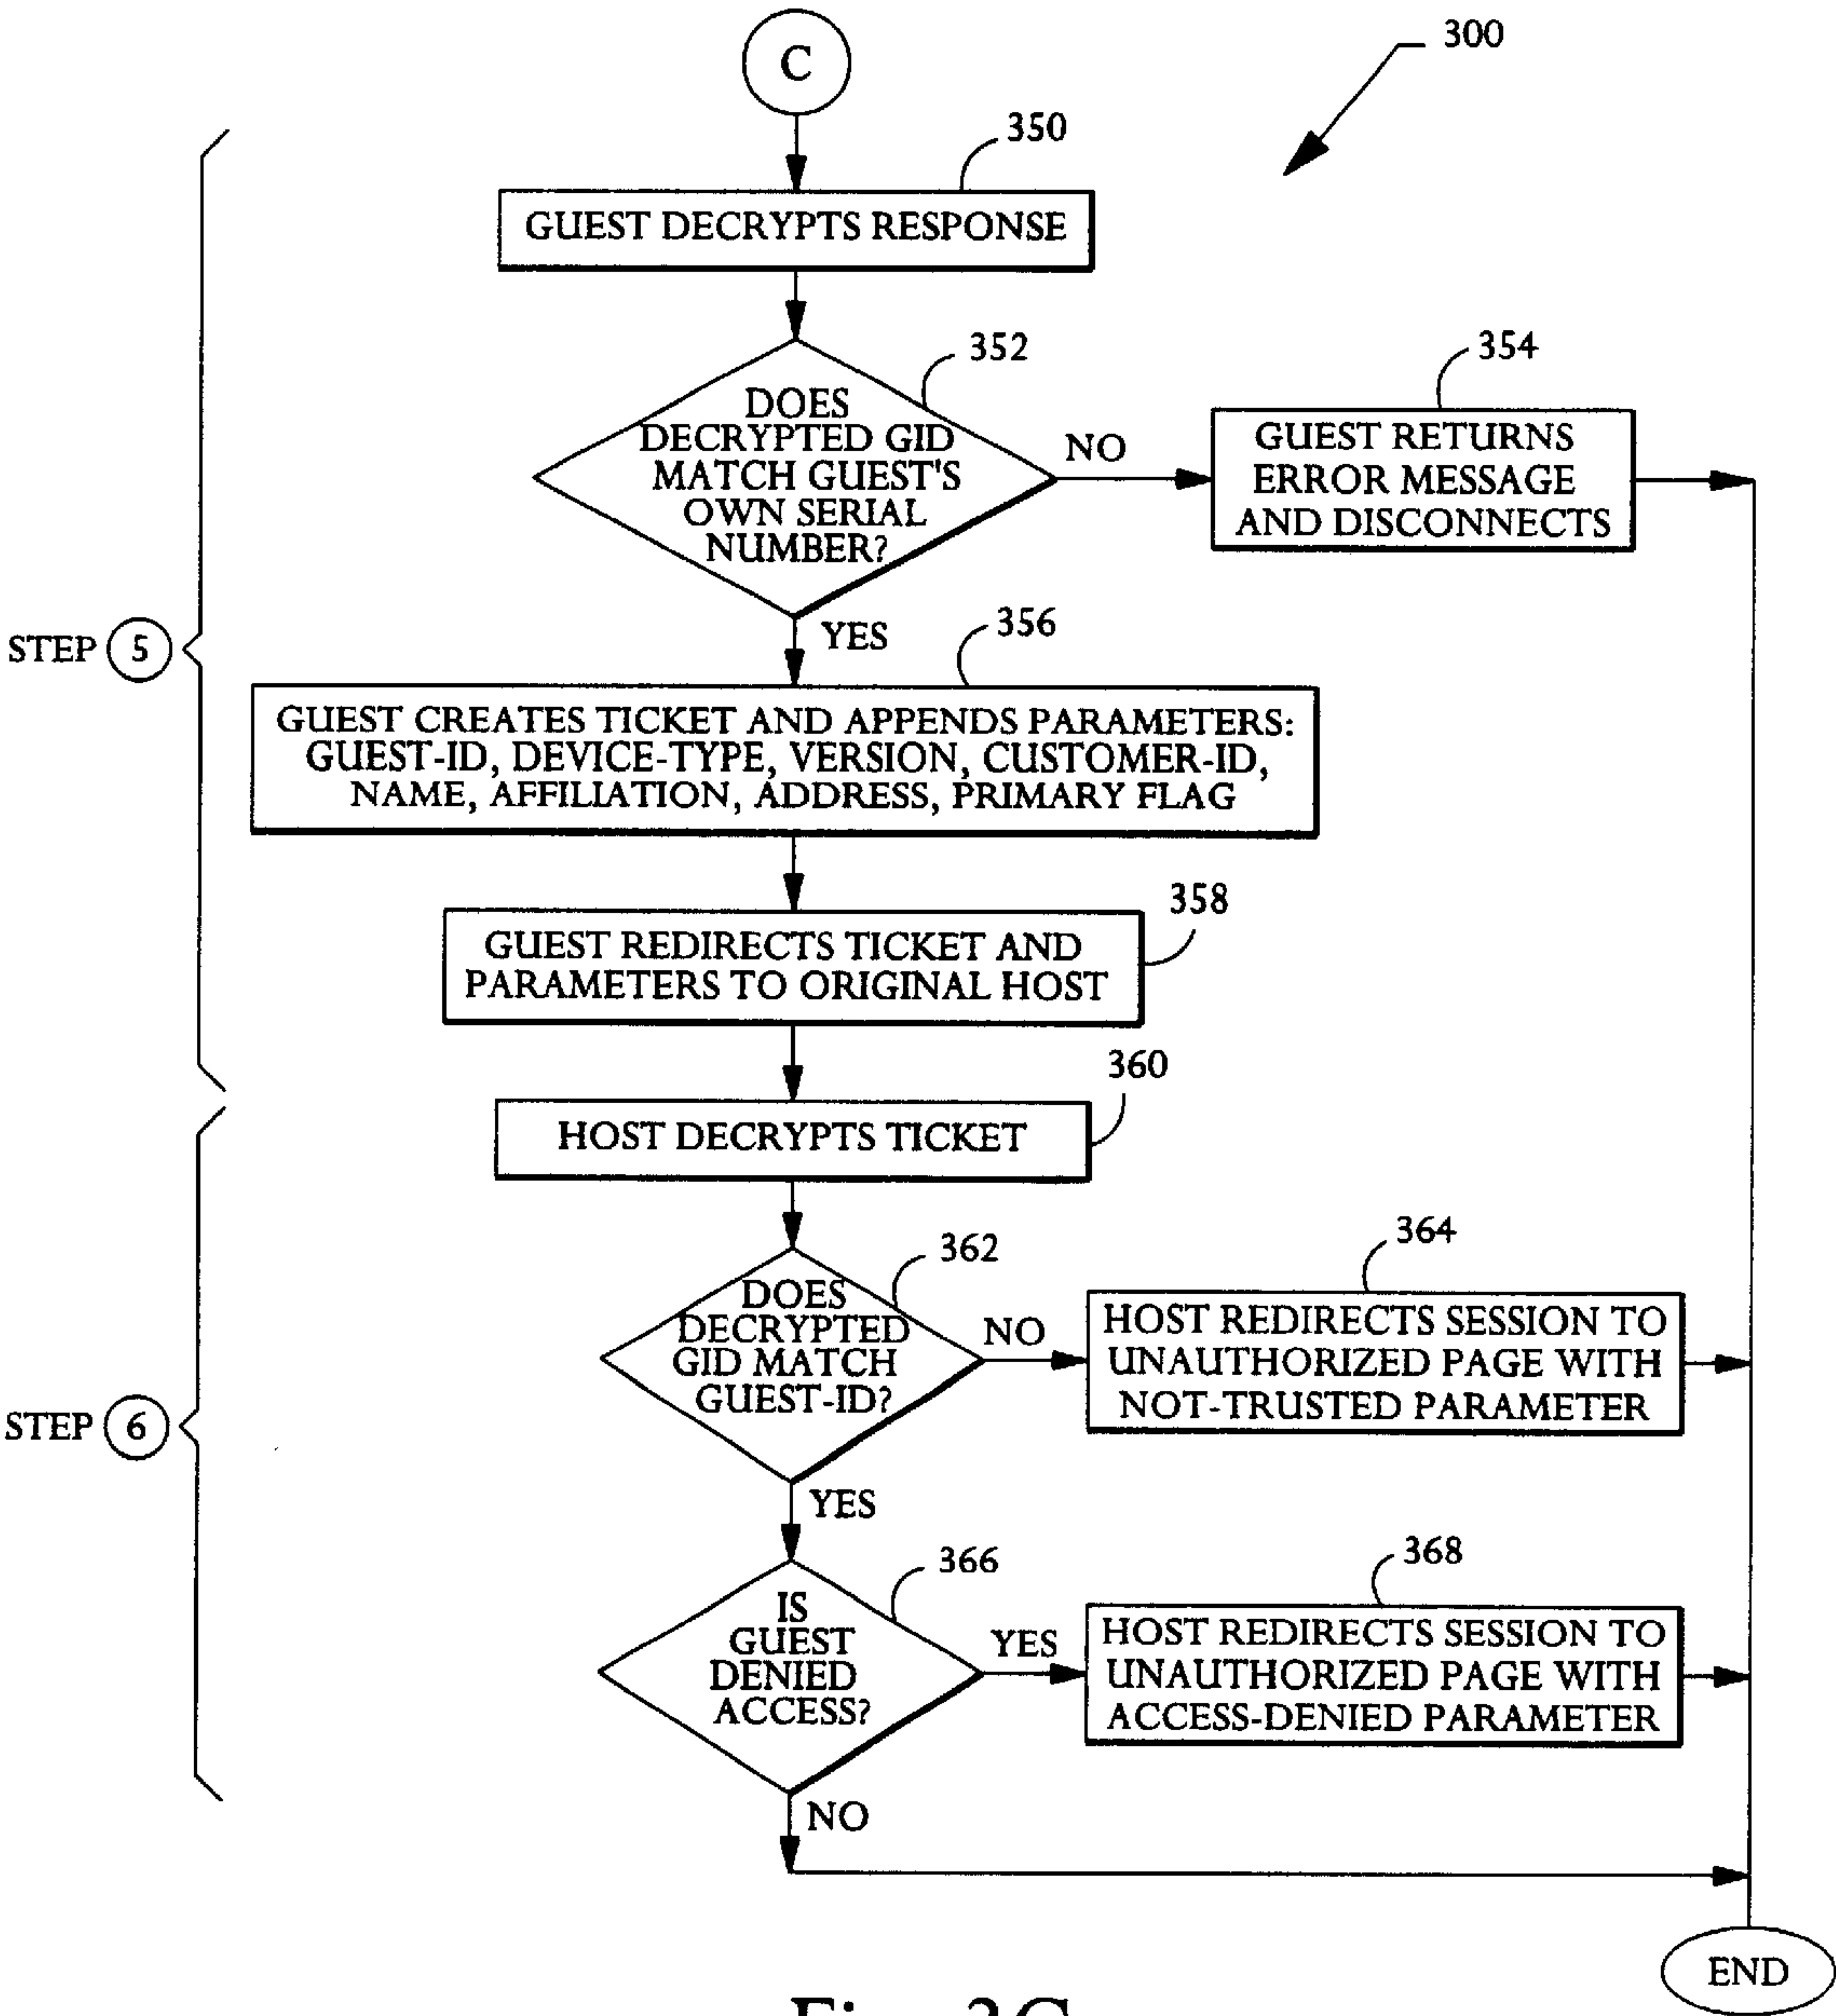 C
300
350
GUEST DECRYPTS RESPONSE
352
DOES
DECRYPTED GID
MATCH GUEST'S
OWN SERIAL
NUMBER?
NO
354
GUEST RETURNS
ERROR MESSAGE
AND DISCONNECTS
YES
STEP 5
356
GUEST CREATES TICKET AND APPENDS PARAMETERS:
GUEST-ID, DEVICE-TYPE, VERSION, CUSTOMER-ID,
NAME, AFFILIATION, ADDRESS, PRIMARY FLAG
358
GUEST REDIRECTS TICKET AND
PARAMETERS TO ORIGINAL HOST
360
HOST DECRYPTS TICKET
362
DOES
DECRYPTED
GID MATCH
GUEST-ID?
NO
364
HOST REDIRECTS SESSION TO
UNAUTHORIZED PAGE WITH
NOT-TRUSTED PARAMETER
STEP 6
YES
366
IS
GUEST
DENIED
ACCESS?
YES
368
HOST REDIRECTS SESSION TO
UNAUTHORIZED PAGE WITH
ACCESS-DENIED PARAMETER
NO
END